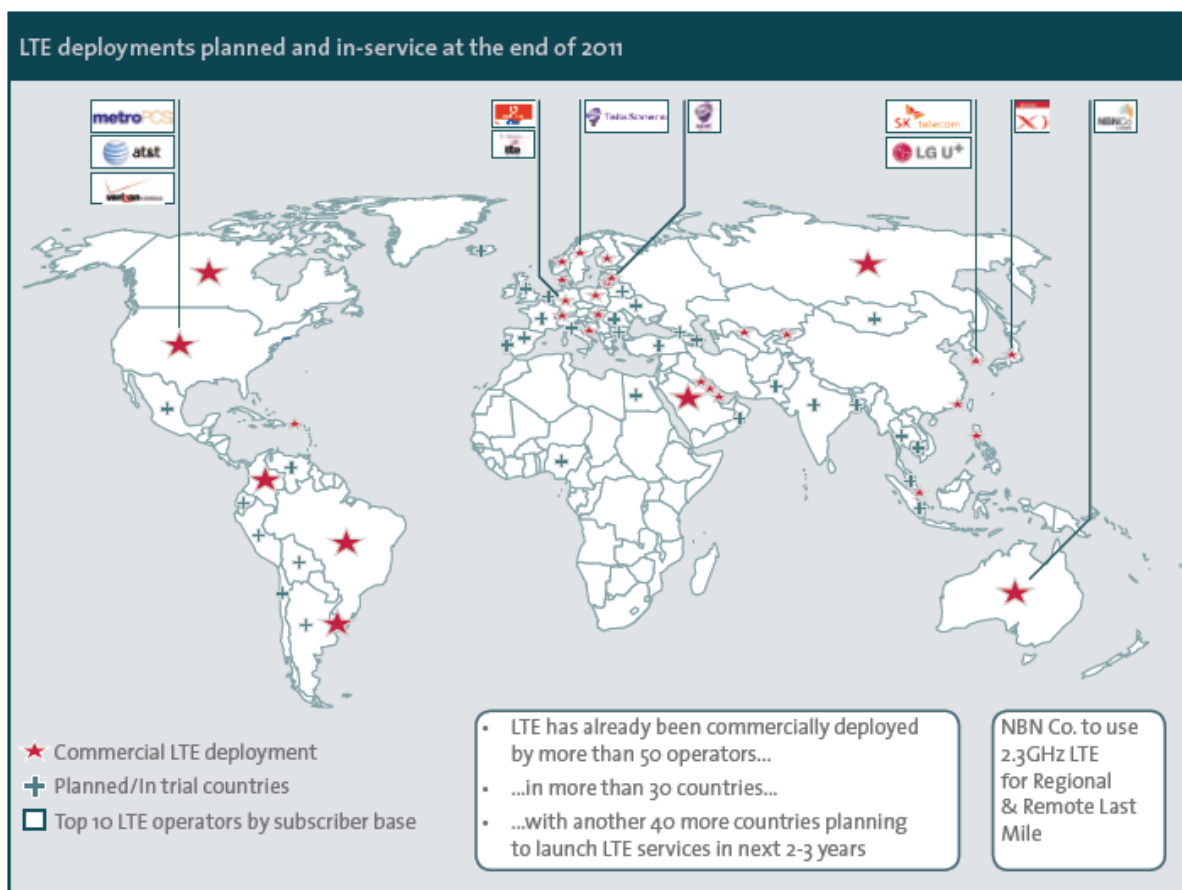 LTE deployments planned and in-service at the end of 2011
metroPCS
at&t
verizon
TeliaSonera
SK telecom
LG U+
X
NBNCo
Commercial LTE deployment
Planned/In trial countries
Top 10 LTE operators by subscriber base
• LTE has already been commercially deployed
by more than 50 operators...
• ...in more than 30 countries...
• ...with another 40 more countries planning
to launch LTE services in next 2-3 years
NBN Co. to use
2.3GHz LTE
for Regional
& Remote Last
Mile